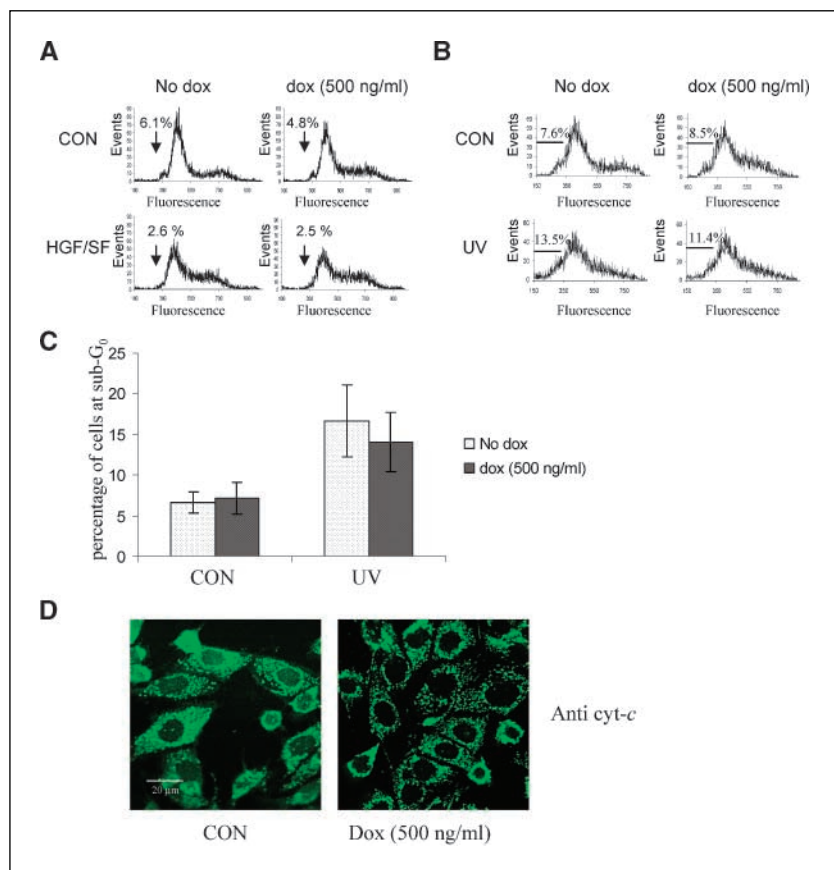 A
No dox
dox (500 ng/ml)
CON
Events
6.1%
Fluorescence
Events
4.8%
Fluorescence
HGF/SF
Events
2.6 %
Fluorescence
Events
2.5 %
Fluorescence
B
No dox
dox (500 ng/ml)
CON
Events
7.6%
Fluorescence
Events
8.5%
Fluorescence
UV
Events
13.5%
150 350 550 750
Fluorescence
Events
11.4%
Fluorescence
C
percentage of cells at sub-G₀
25
20
15
10
5
0
CON
UV
No dox
dox (500 ng/ml)
D
20 µm
Anti cyt-c
CON
Dox (500 ng/ml)